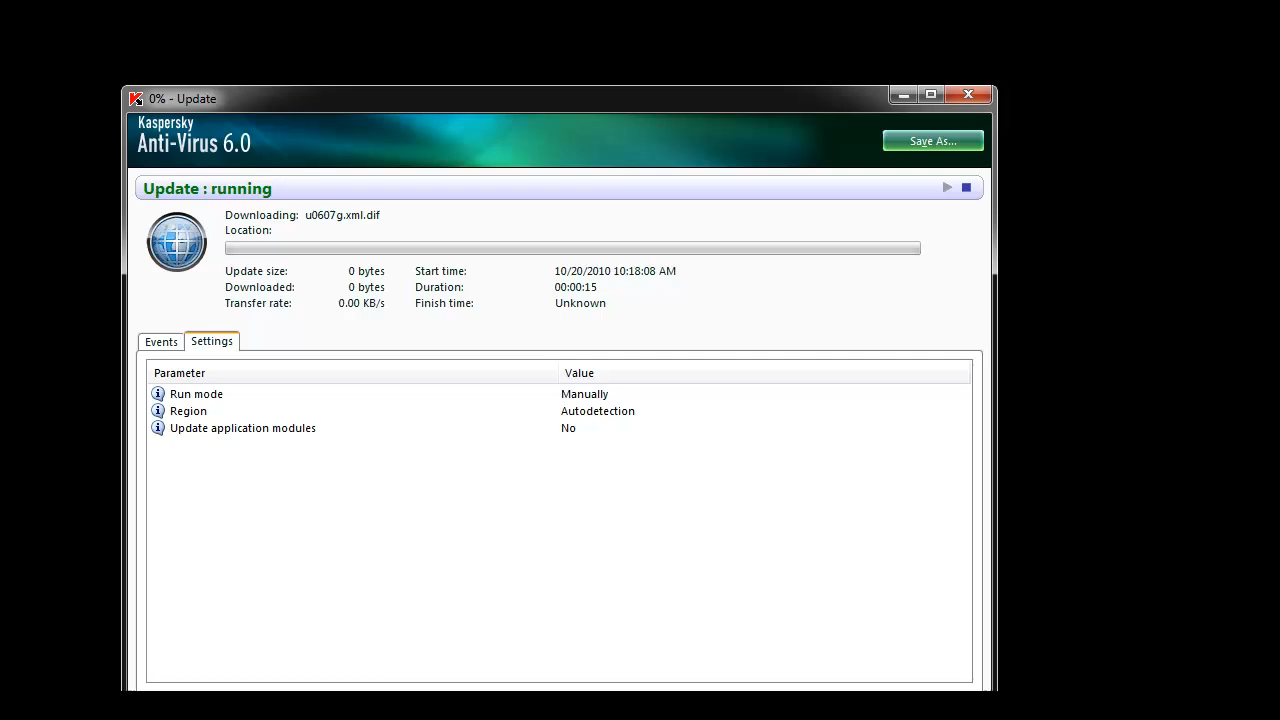 0% - Update
Kaspersky
Anti-Virus 6.0
Save As...
Update : running
Downloading: u0607g.xml.dif
Location:
Update size: 0 bytes Start time: 10/20/2010 10:18:08 AM
Downloaded: 0 bytes Duration: 00:00:15
Transfer rate: 0.00 KB/s Finish time: Unknown
Events Settings
Parameter Value
Run mode Manually
Region Autodetection
Update application modules No